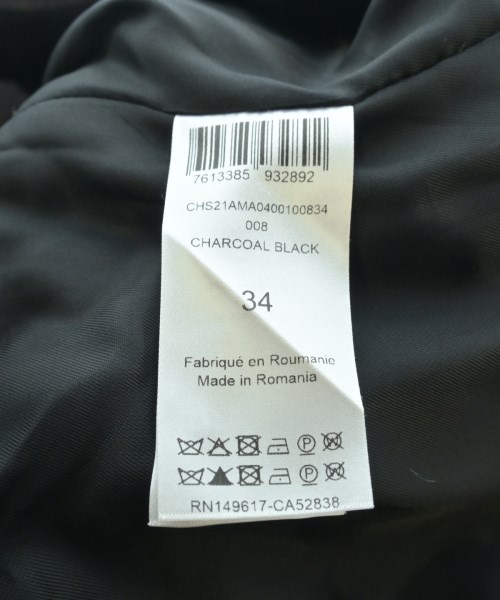 7613385 932892
CHS21AMA0400100834
008
CHARCOAL BLACK
34
Fabriqué en Roumanie
Made in Romania
RN149617-CA52838